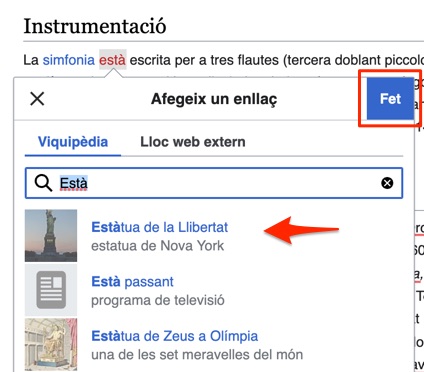 Instrumentació
La simfonia està escrita per a tres flautes (tercera doblant piccolo
Afegeix un enllaç
Fet
Viquipèdia
Lloc web extern
Està
Estàtua de la Llibertat
estatua de Nova York
Està passant
programa de televisió
Estàtua de Zeus a Olímpia
una de les set meravelles del món